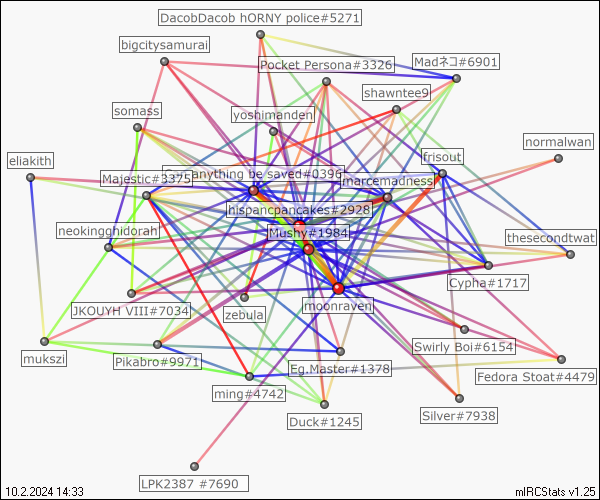 DacobDacob hORNY police#5271
bigcitysamurai
Pocket Persona#3326
Madネコ#6901
shawntee9
somass
yoshimanden
normalwan
eliakith
frisout
Majestic#3375
anything be saved#0396
marcemadness
hispancpancakes#2928
neokingghidorah
Mushy#1984
thesecondtwat
Cypha#1717
JKOUYH VIII#7034
zebula
moonraven
mukszi
Pikabro#9971
Eg.Master#1378
Swirly Boi#6154
Fedora Stoat#4479
ming#4742
Duck#1245
Silver#7938
LPK2387 #7690
10.2.2024 14:33
mIRCStats v1.25